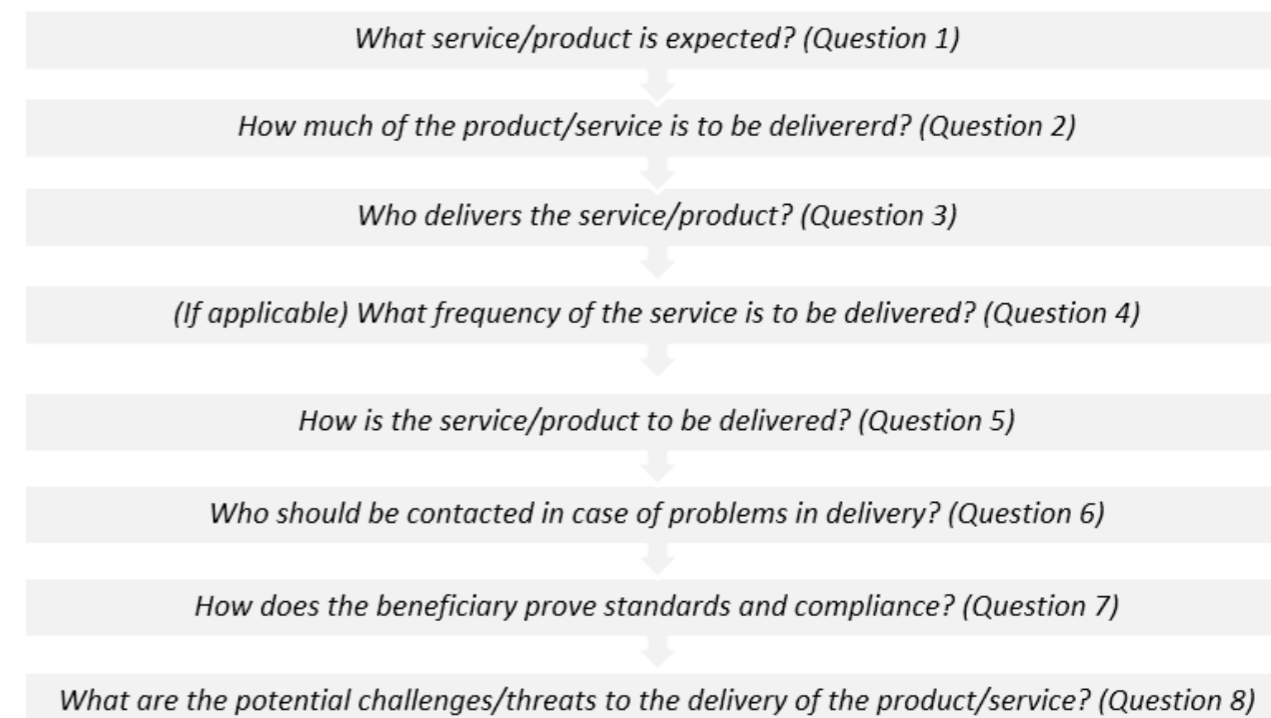 What service/product is expected? (Question 1)
How much of the product/service is to be delivererd? (Question 2)
Who delivers the service/product? (Question 3)
(If applicable) What frequency of the service is to be delivered? (Question 4)
How is the service/product to be delivered? (Question 5)
Who should be contacted in case of problems in delivery? (Question 6)
How does the beneficiary prove standards and compliance? (Question 7)
What are the potential challenges/threats to the delivery of the product/service? (Question 8)